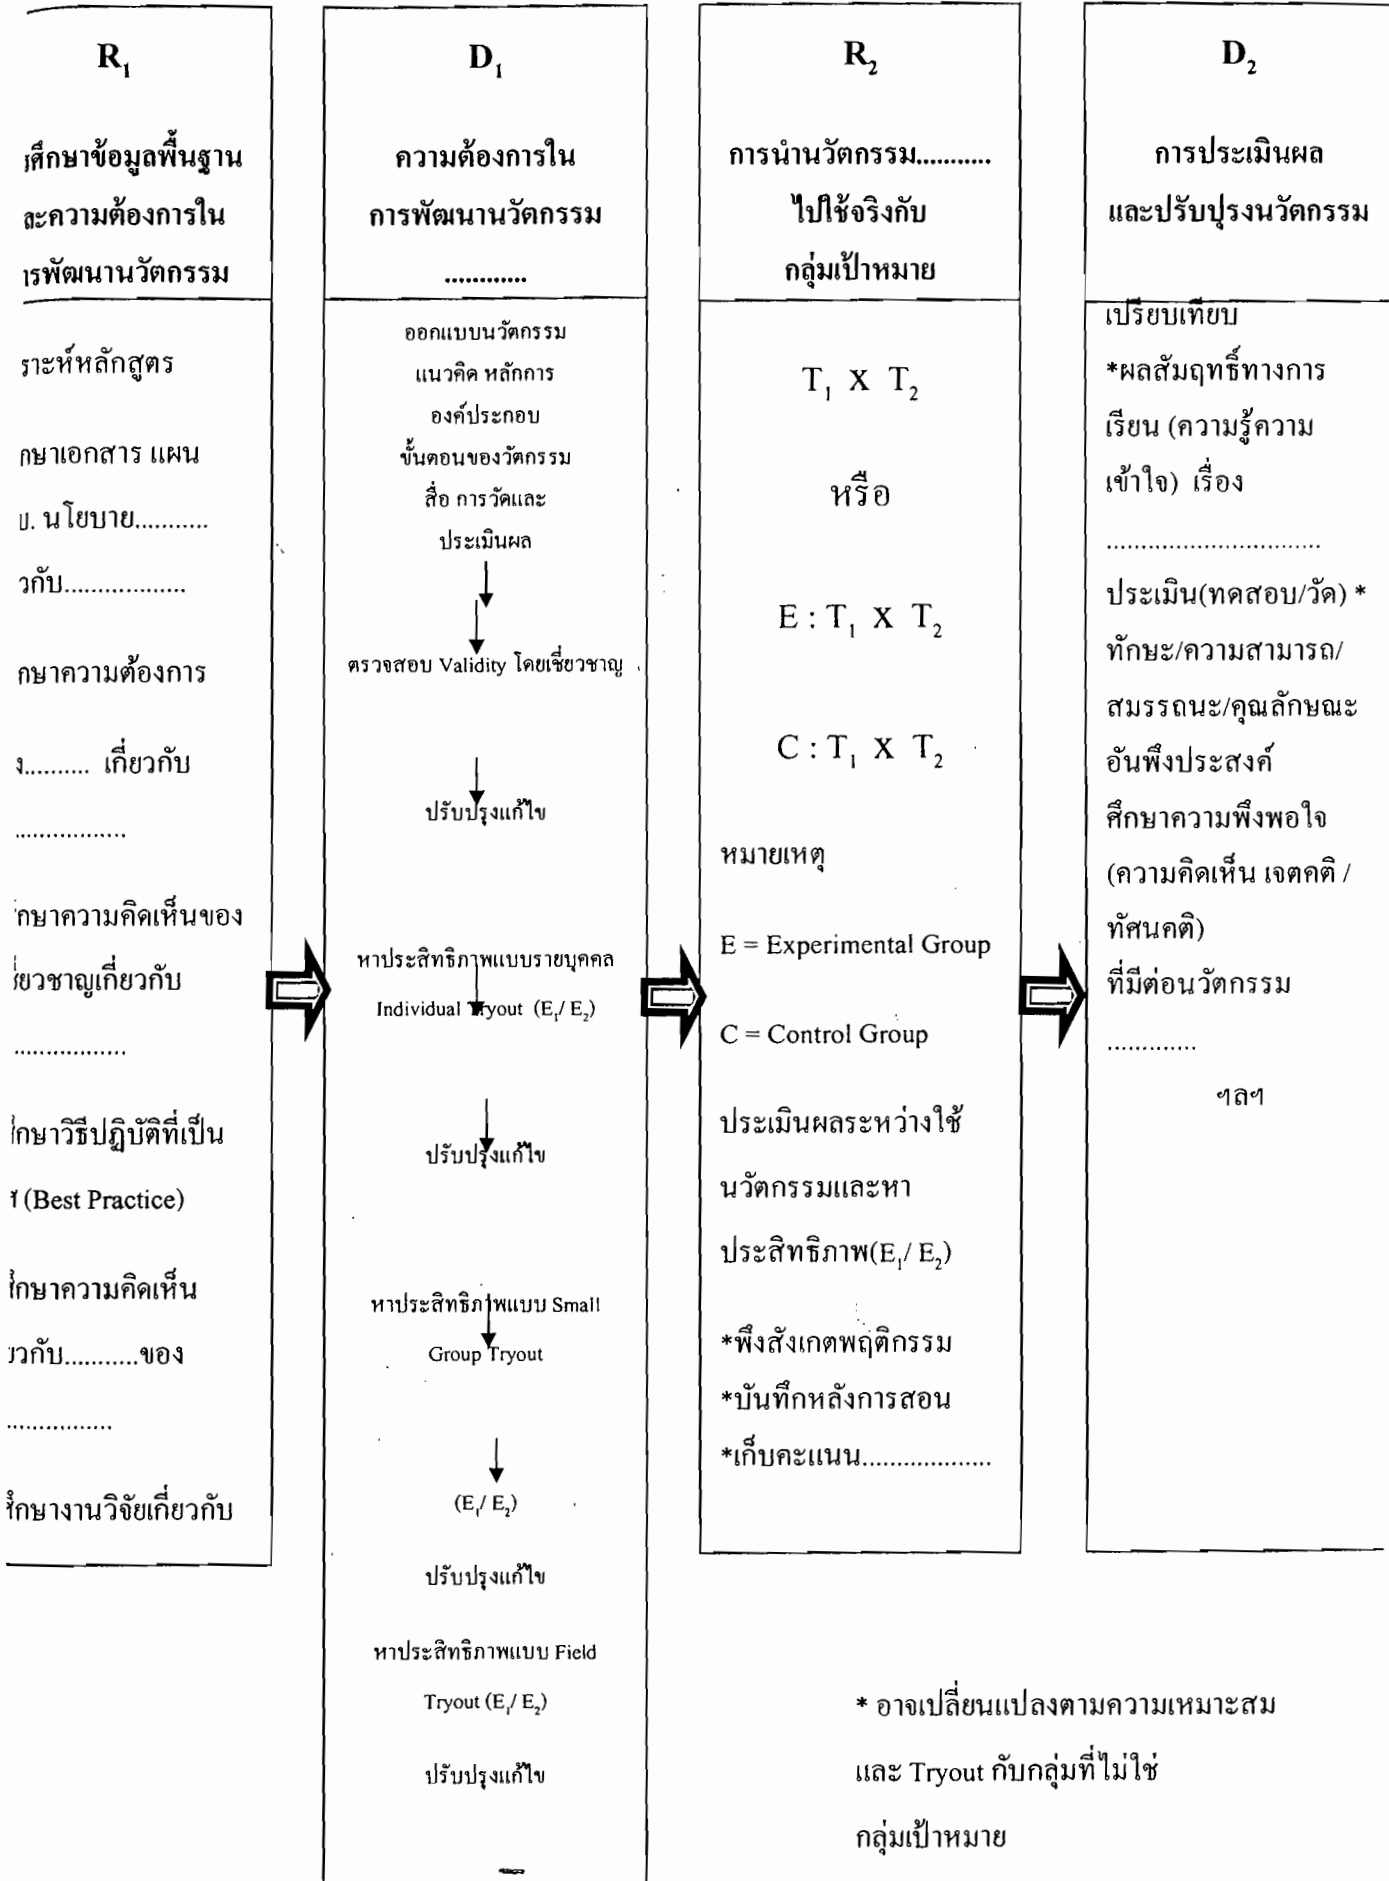 R₁
ศึกษาข้อมูลพื้นฐาน
ละความต้องการใน
ารพัฒนานวัตกรรม
ราะห์หลักสูตร
กษาเอกสาร แผน
บ. นโยบาย...........
วกับ..................
กษาความต้องการ
ง.......... เกี่ยวกับ
.................
กษาความคิดเห็นของ
ชี่ยวชาญเกี่ยวกับ
.................
ึกษาวิธีปฏิบัติที่เป็น
(Best Practice)
ึกษาความคิดเห็น
ยวกับ...........ของ
................
ศึกษางานวิจัยเกี่ยวกับ
D₁
ความต้องการใน
การพัฒนานวัตกรรม
............
ออกแบบนวัตกรรม
แนวคิด หลักการ
องค์ประกอบ
ขั้นตอนของวัตกรรม
สื่อ การวัดและ
ประเมินผล
ตรวจสอบ Validity โดยเชี่ยวชาญ
ปรับปรุงแก้ไข
หาประสิทธิภาพแบบรายบุคคล
Individual Tryout (E₁/ E₂)
ปรับปรุงแก้ไข
หาประสิทธิภาพแบบ Small
Group Tryout
(E₁/ E₂)
ปรับปรุงแก้ไข
หาประสิทธิภาพแบบ Field
Tryout (E₁/ E₂)
ปรับปรุงแก้ไข
R₂
การนำนวัตกรรม...........
ไปใช้จริงกับ
กลุ่มเป้าหมาย
T₁ X T₂
หรือ
E : T₁ X T₂
C : T₁ X T₂
หมายเหตุ
E = Experimental Group
C = Control Group
ประเมินผลระหว่างใช้
นวัตกรรมและหา
ประสิทธิภาพ(E₁/ E₂)
*พึงสังเกตพฤติกรรม
*บันทึกหลังการสอน
*เก็บคะแนน...................
D₂
การประเมินผล
และปรับปรุงนวัตกรรม
เปรียบเทียบ
*ผลสัมฤทธิ์ทางการ
เรียน (ความรู้ความ
เข้าใจ) เรื่อง
..............................
ประเมิน(ทดสอบ/วัด) *
ทักษะ/ความสามารถ/
สมรรถนะ/คุณลักษณะ
อันพึงประสงค์
ศึกษาความพึงพอใจ
(ความคิดเห็น เจตคติ /
ทัศนคติ)
ที่มีต่อนวัตกรรม
.............
ฯลฯ
* อาจเปลี่ยนแปลงตามความเหมาะสม
และ Tryout กับกลุ่มที่ไม่ใช่
กลุ่มเป้าหมาย